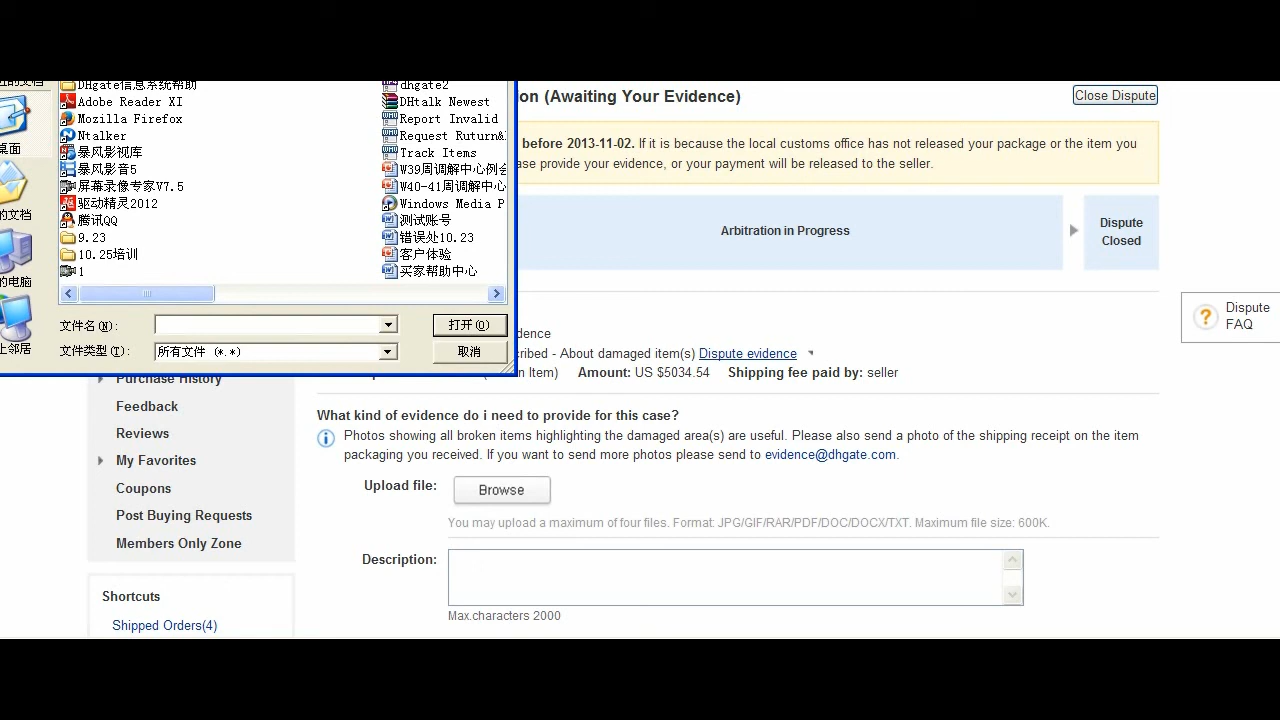 DHgate信息系统帮助
Adobe Reader XI
Mozilla Firefox
Ntalker
暴风影视库
暴风影音5
屏幕录像专家V7.5
驱动精灵2012
腾讯QQ
9.23
10.25培训
1
dhgate2
DHtalk Newest
Report Invalid
Request Ruturn&
Track Items
W39周调解中心例会
W40-41周调解中心
Windows Media P
测试账号
错误处10.23
客户体验
买家帮助中心
桌面
的文档
的电脑
上邻居
文件名(N):
打开(O)
文件类型(T):
所有文件 (*.*)
取消
on (Awaiting Your Evidence)
Close Dispute
before 2013-11-02. If it is because the local customs office has not released your package or the item you
ase provide your evidence, or your payment will be released to the seller.
Arbitration in Progress
Dispute
Closed
Dispute
FAQ
dence
cribed - About damaged item(s) Dispute evidence
n Item) Amount: US $5034.54 Shipping fee paid by: seller
Purchase History
Feedback
Reviews
My Favorites
Coupons
Post Buying Requests
Members Only Zone
Shortcuts
Shipped Orders(4)
What kind of evidence do i need to provide for this case?
Photos showing all broken items highlighting the damaged area(s) are useful. Please also send a photo of the shipping receipt on the item
packaging you received. If you want to send more photos please send to evidence@dhgate.com.
Upload file:
Browse
You may upload a maximum of four files. Format: JPG/GIF/RAR/PDF/DOC/DOCX/TXT. Maximum file size: 600K.
Description:
Max.characters 2000